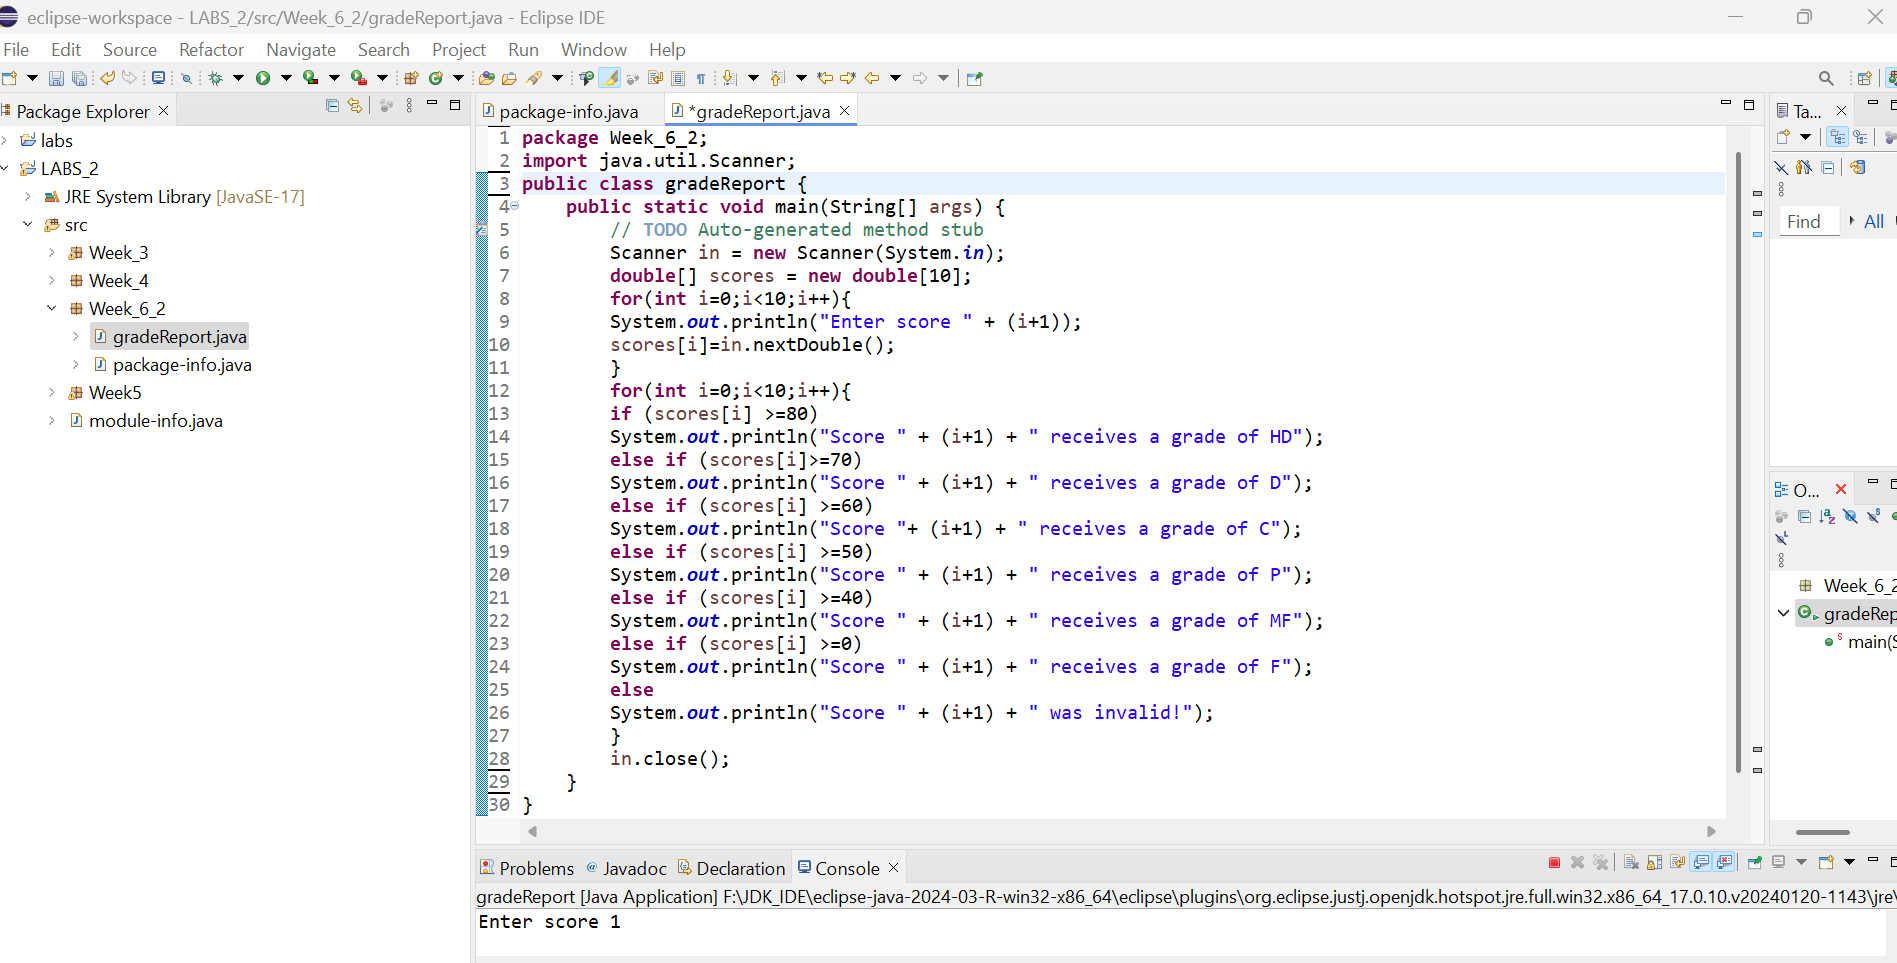 eclipse-workspace - LABS_2/src/Week_6_2/gradeReport.java - Eclipse IDE
File Edit Source Refactor Navigate Search Project Run Window Help
Package Explorer
labs
LABS_2
JRE System Library [JavaSE-17]
src
Week_3
Week_4
Week_6_2
gradeReport.java
package-info.java
Week5
module-info.java
package-info.java
*gradeReport.java
1 package Week_6_2;
2 import java.util.Scanner;
3 public class gradeReport {
4 public static void main(String[] args) {
5 // TODO Auto-generated method stub
6 Scanner in = new Scanner(System.in);
7 double[] scores = new double[10];
8 for(int i=0;i<10;i++){
9 System.out.println("Enter score " + (i+1));
10 scores[i]=in.nextDouble();
11 }
12 for(int i=0;i<10;i++){
13 if (scores[i] >=80)
14 System.out.println("Score " + (i+1) + " receives a grade of HD");
15 else if (scores[i]>=70)
16 System.out.println("Score " + (i+1) + " receives a grade of D");
17 else if (scores[i] >=60)
18 System.out.println("Score "+ (i+1) + " receives a grade of C");
19 else if (scores[i] >=50)
20 System.out.println("Score " + (i+1) + " receives a grade of P");
21 else if (scores[i] >=40)
22 System.out.println("Score " + (i+1) + " receives a grade of MF");
23 else if (scores[i] >=0)
24 System.out.println("Score " + (i+1) + " receives a grade of F");
25 else
26 System.out.println("Score " + (i+1) + " was invalid!");
27 }
28 in.close();
29 }
30 }
Ta...
Find All
O...
Week_6_2
gradeRep
main(S
Problems Javadoc Declaration Console
gradeReport [Java Application] F:\JDK_IDE\eclipse-java-2024-03-R-win32-x86_64\eclipse\plugins\org.eclipse.justj.openjdk.hotspot.jre.full.win32.x86_64_17.0.10.v20240120-1143\jre\
Enter score 1